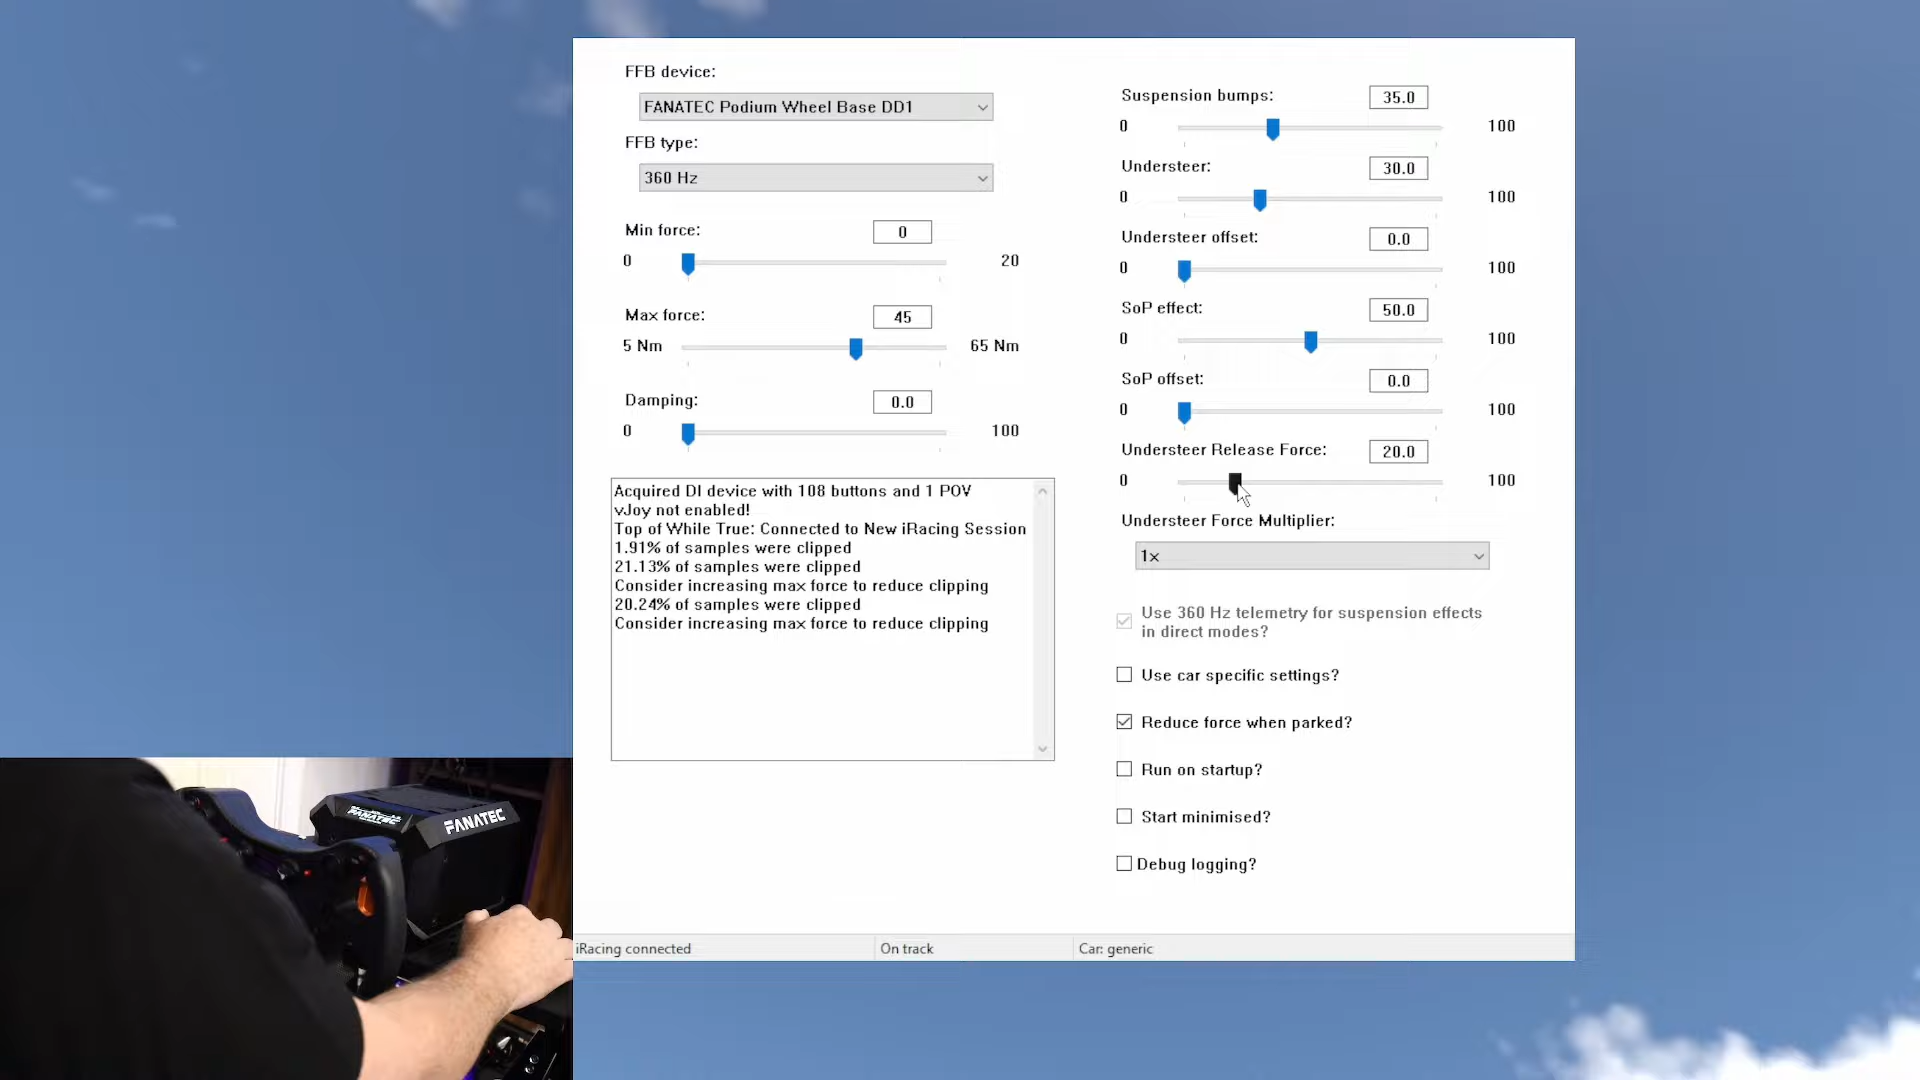 FFB device:
FANATEC Podium Wheel Base DD1
FFB type:
360 Hz
Min force:
0
0
20
Max force:
45
5 Nm
65 Nm
Damping:
0.0
0
100
Acquired DI device with 108 buttons and 1 POV
vJoy not enabled!
Top of While True: Connected to New iRacing Session
1.91% of samples were clipped
21.13% of samples were clipped
Consider increasing max force to reduce clipping
20.24% of samples were clipped
Consider increasing max force to reduce clipping
Suspension bumps:
35.0
0
100
Understeer:
30.0
0
100
Understeer offset:
0.0
0
100
SoP effect:
50.0
0
100
SoP offset:
0.0
0
100
Understeer Release Force:
20.0
0
100
Understeer Force Multiplier:
1x
Use 360 Hz telemetry for suspension effects
in direct modes?
Use car specific settings?
Reduce force when parked?
Run on startup?
Start minimised?
Debug logging?
iRacing connected
On track
Car: generic
FANATEC
FANATEC